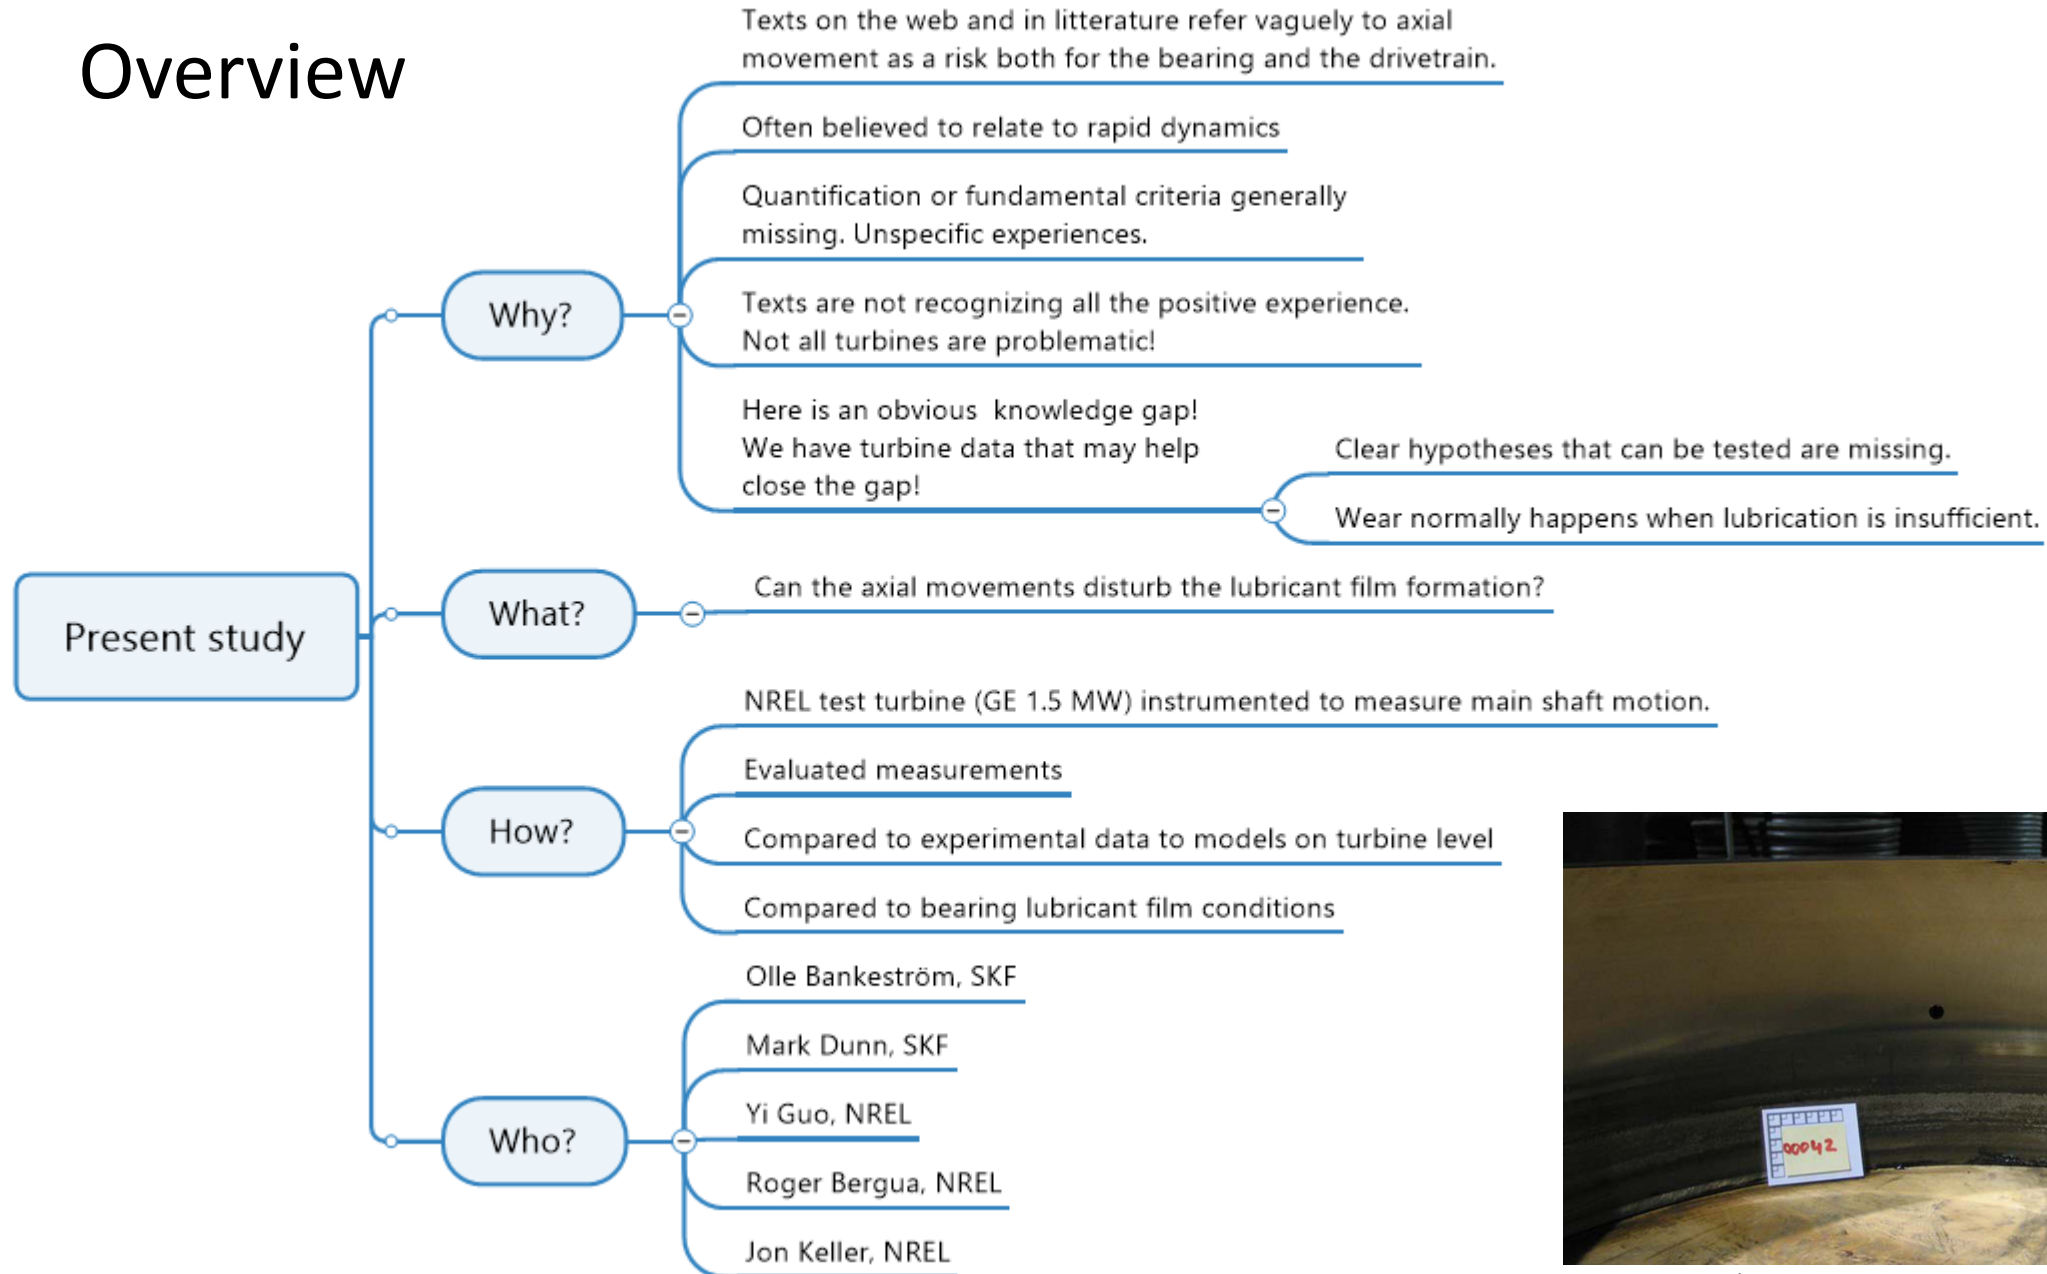 Overview
Present study
Why?
Texts on the web and in litterature refer vaguely to axial
movement as a risk both for the bearing and the drivetrain.
Often believed to relate to rapid dynamics
Quantification or fundamental criteria generally
missing. Unspecific experiences.
Texts are not recognizing all the positive experience.
Not all turbines are problematic!
Here is an obvious  knowledge gap!
We have turbine data that may help
close the gap!
Clear hypotheses that can be tested are missing.
Wear normally happens when lubrication is insufficient.
What?
Can the axial movements disturb the lubricant film formation?
How?
NREL test turbine (GE 1.5 MW) instrumented to measure main shaft motion.
Evaluated measurements
Compared to experimental data to models on turbine level
Compared to bearing lubricant film conditions
Who?
Olle Bankeström, SKF
Mark Dunn, SKF
Yi Guo, NREL
Roger Bergua, NREL
Jon Keller, NREL
00042